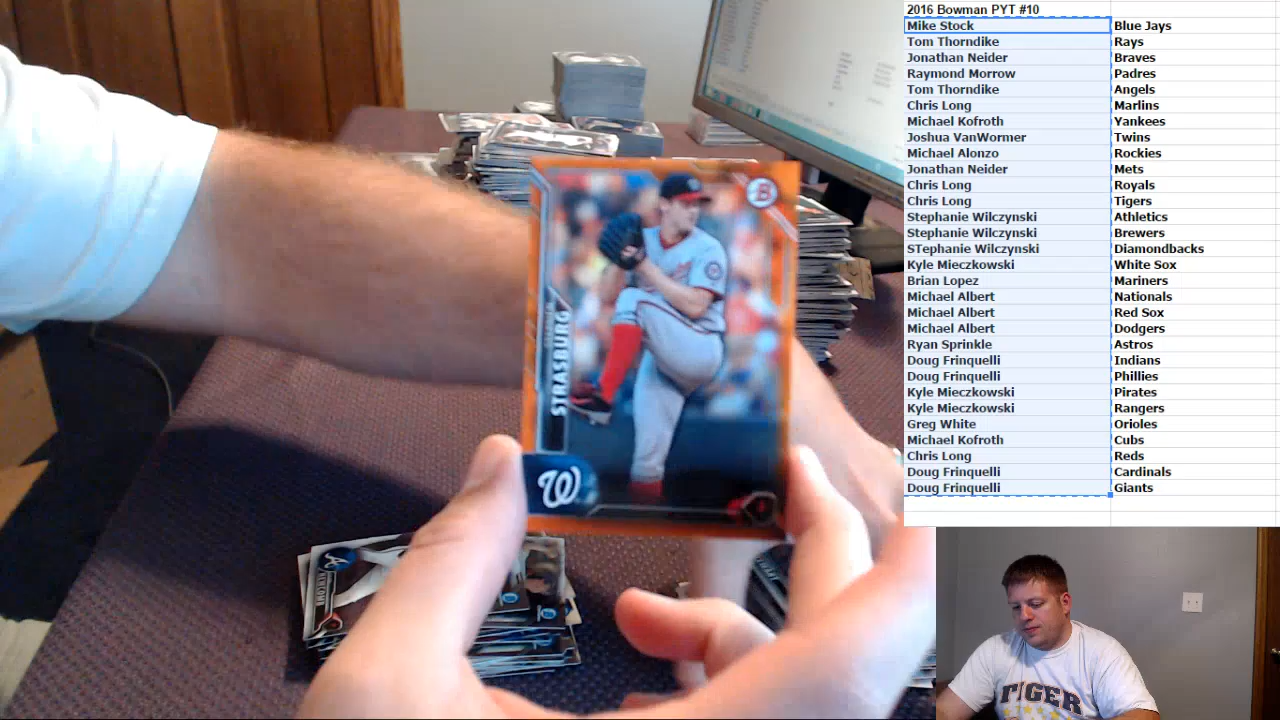 2016 Bowman PYT #10
Mike Stock Blue Jays
Tom Thorndike Rays
Jonathan Neider Braves
Raymond Morrow Padres
Tom Thorndike Angels
Chris Long Marlins
Michael Kofroth Yankees
Joshua VanWormer Twins
Michael Alonzo Rockies
Jonathan Neider Mets
Chris Long Royals
Chris Long Tigers
Stephanie Wilczynski Athletics
Stephanie Wilczynski Brewers
STephanie Wilczynski Diamondbacks
Kyle Mieczkowski White Sox
Brian Lopez Mariners
Michael Albert Nationals
Michael Albert Red Sox
Michael Albert Dodgers
Ryan Sprinkle Astros
Doug Frinquelli Indians
Doug Frinquelli Phillies
Kyle Mieczkowski Pirates
Kyle Mieczkowski Rangers
Greg White Orioles
Michael Kofroth Cubs
Chris Long Reds
Doug Frinquelli Cardinals
Doug Frinquelli Giants
B
STRASBURG
W
TIGER